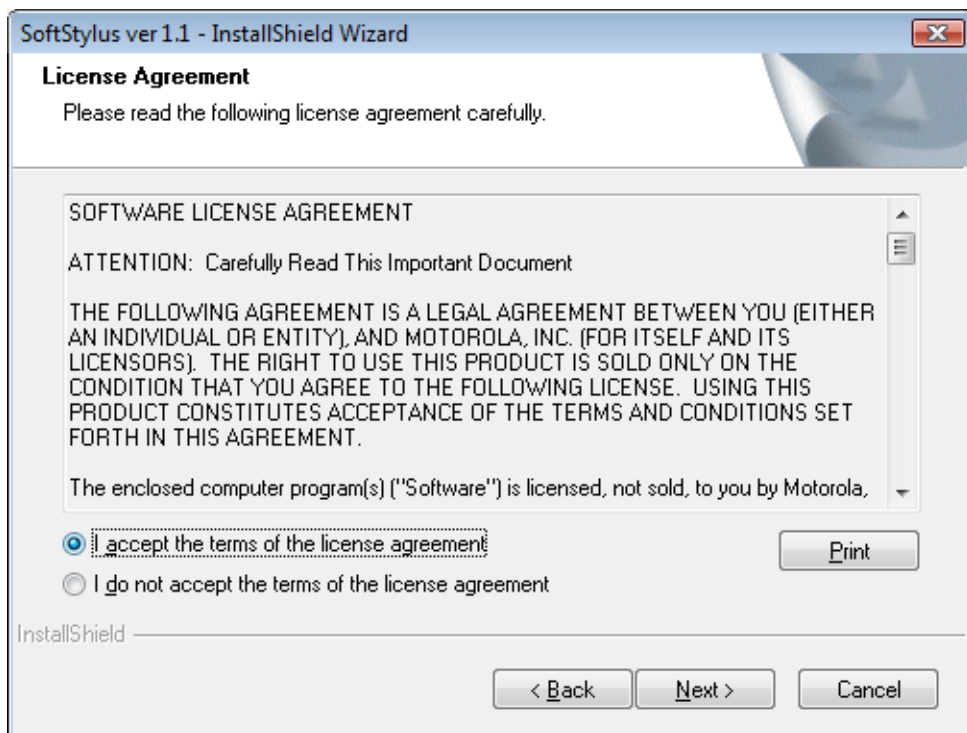 SoftStylus ver 1.1 - InstallShield Wizard
License Agreement
Please read the following license agreement carefully.
SOFTWARE LICENSE AGREEMENT
ATTENTION:  Carefully Read This Important Document
THE FOLLOWING AGREEMENT IS A LEGAL AGREEMENT BETWEEN YOU (EITHER
AN INDIVIDUAL OR ENTITY), AND MOTOROLA, INC. (FOR ITSELF AND ITS
LICENSORS).  THE RIGHT TO USE THIS PRODUCT IS SOLD ONLY ON THE
CONDITION THAT YOU AGREE TO THE FOLLOWING LICENSE.  USING THIS
PRODUCT CONSTITUTES ACCEPTANCE OF THE TERMS AND CONDITIONS SET
FORTH IN THIS AGREEMENT.
The enclosed computer program(s) ("Software") is licensed, not sold, to you by Motorola,
I accept the terms of the license agreement
Print
I do not accept the terms of the license agreement
InstallShield
< Back
Next >
Cancel